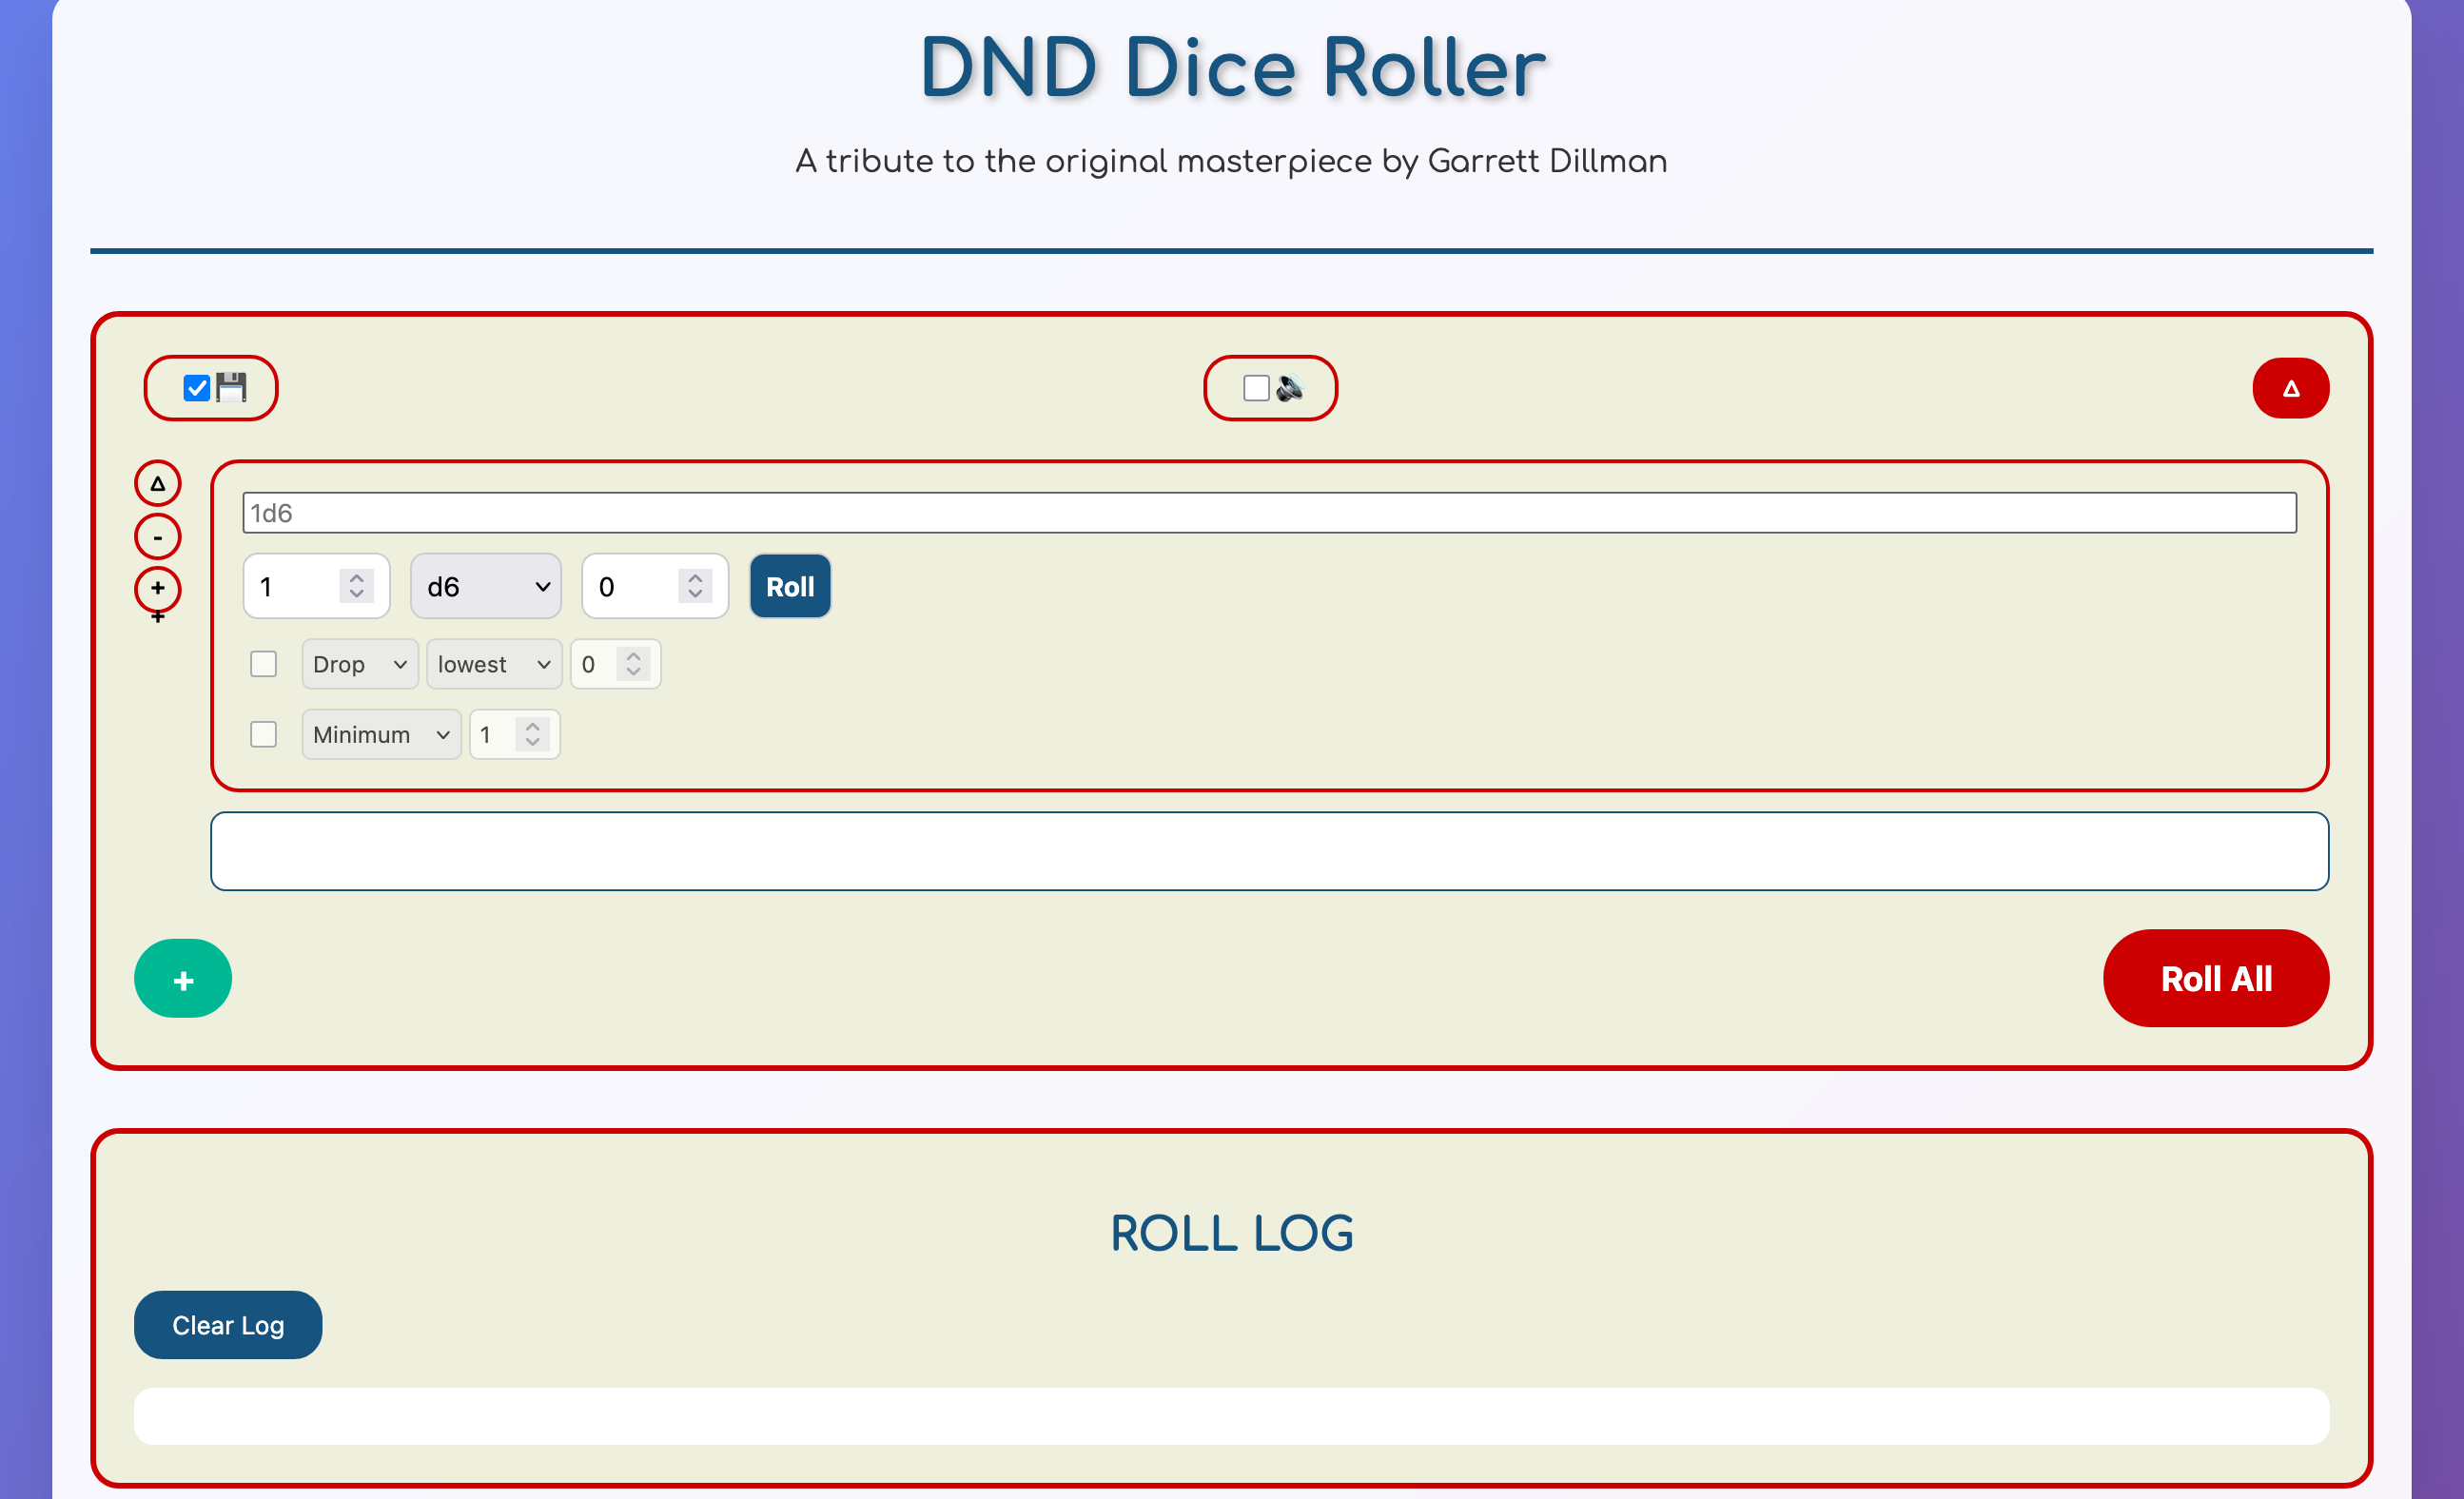 DND Dice Roller
A tribute to the original masterpiece by Garrett Dillman
Δ
Δ
-
+
+
1d6
1 d6 0 Roll
Drop lowest 0
Minimum 1
+ Roll All
ROLL LOG
Clear Log